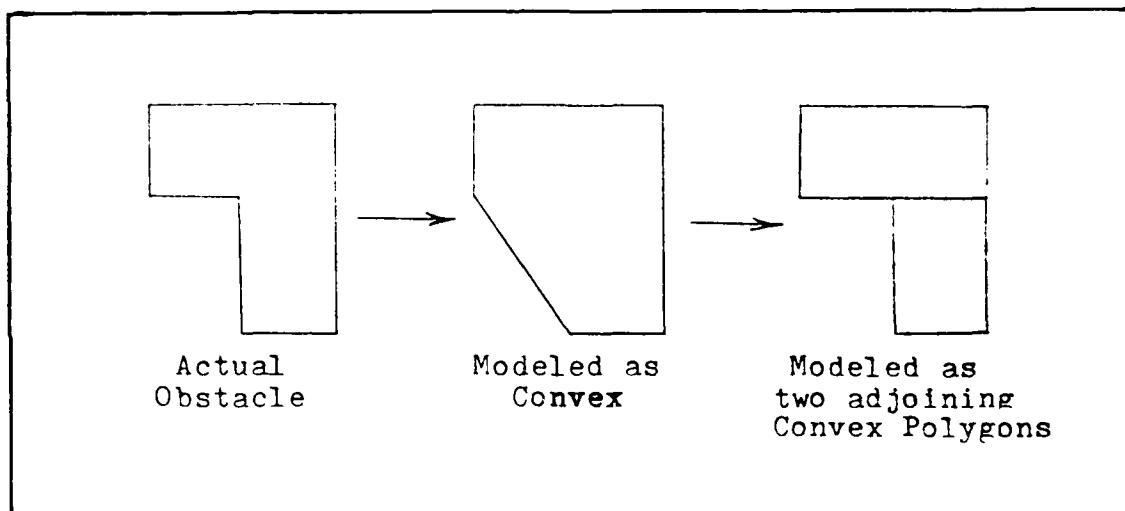 Actual
Obstacle
Modeled as
Convex
Modeled as
two adjoining
Convex Polygons